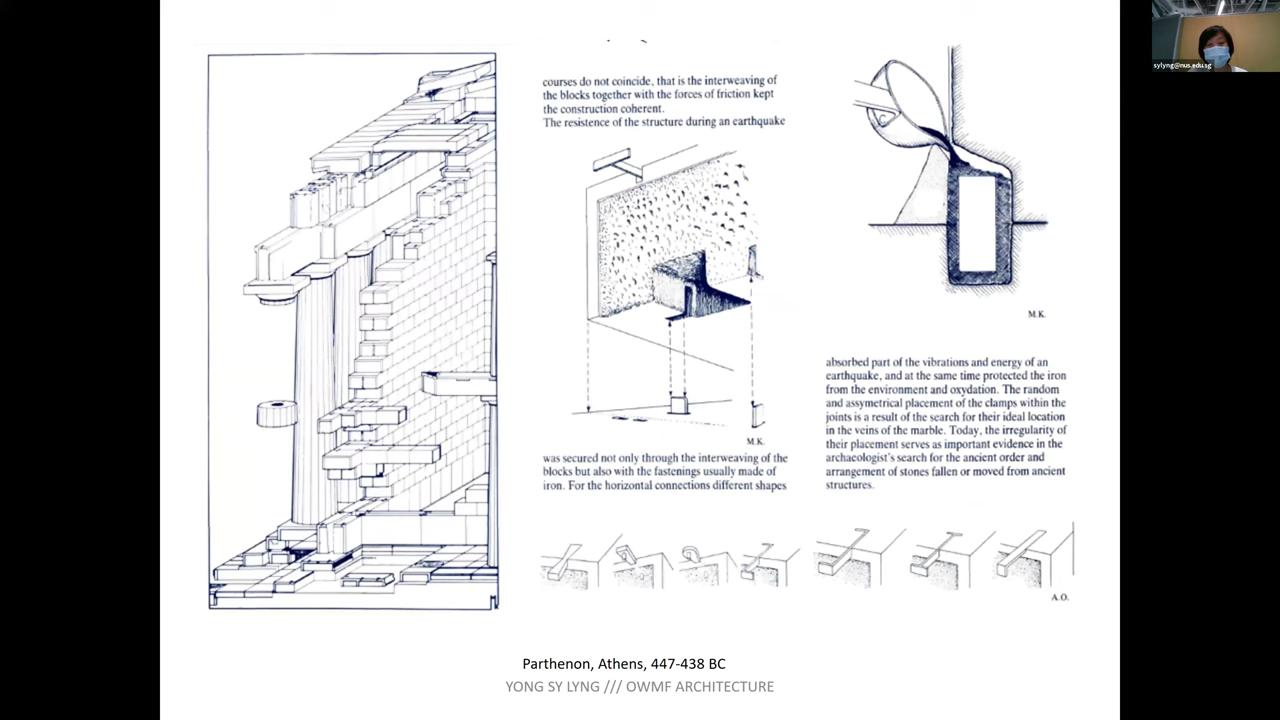 courses do not coincide, that is the interweaving of
the blocks together with the forces of friction kept
the construction coherent.
The resistence of the structure during an earthquake
M.K.
was secured not only through the interweaving of the
blocks but also with the fastenings usually made of
iron. For the horizontal connections different shapes
C
M.K.
absorbed part of the vibrations and energy of an
earthquake, and at the same time protected the iron
from the environment and oxydation. The random
and assymetrical placement of the clamps within the
joints is a result of the search for their ideal location
in the veins of the marble. Today, the irregularity of
their placement serves as important evidence in the
archaeologist's search for the ancient order and
arrangement of stones fallen or moved from ancient
structures.
A.O.
Parthenon, Athens, 447-438 BC
YONG SY LYNG /// OWMF ARCHITECTURE
sylyng@nus.edu.sg